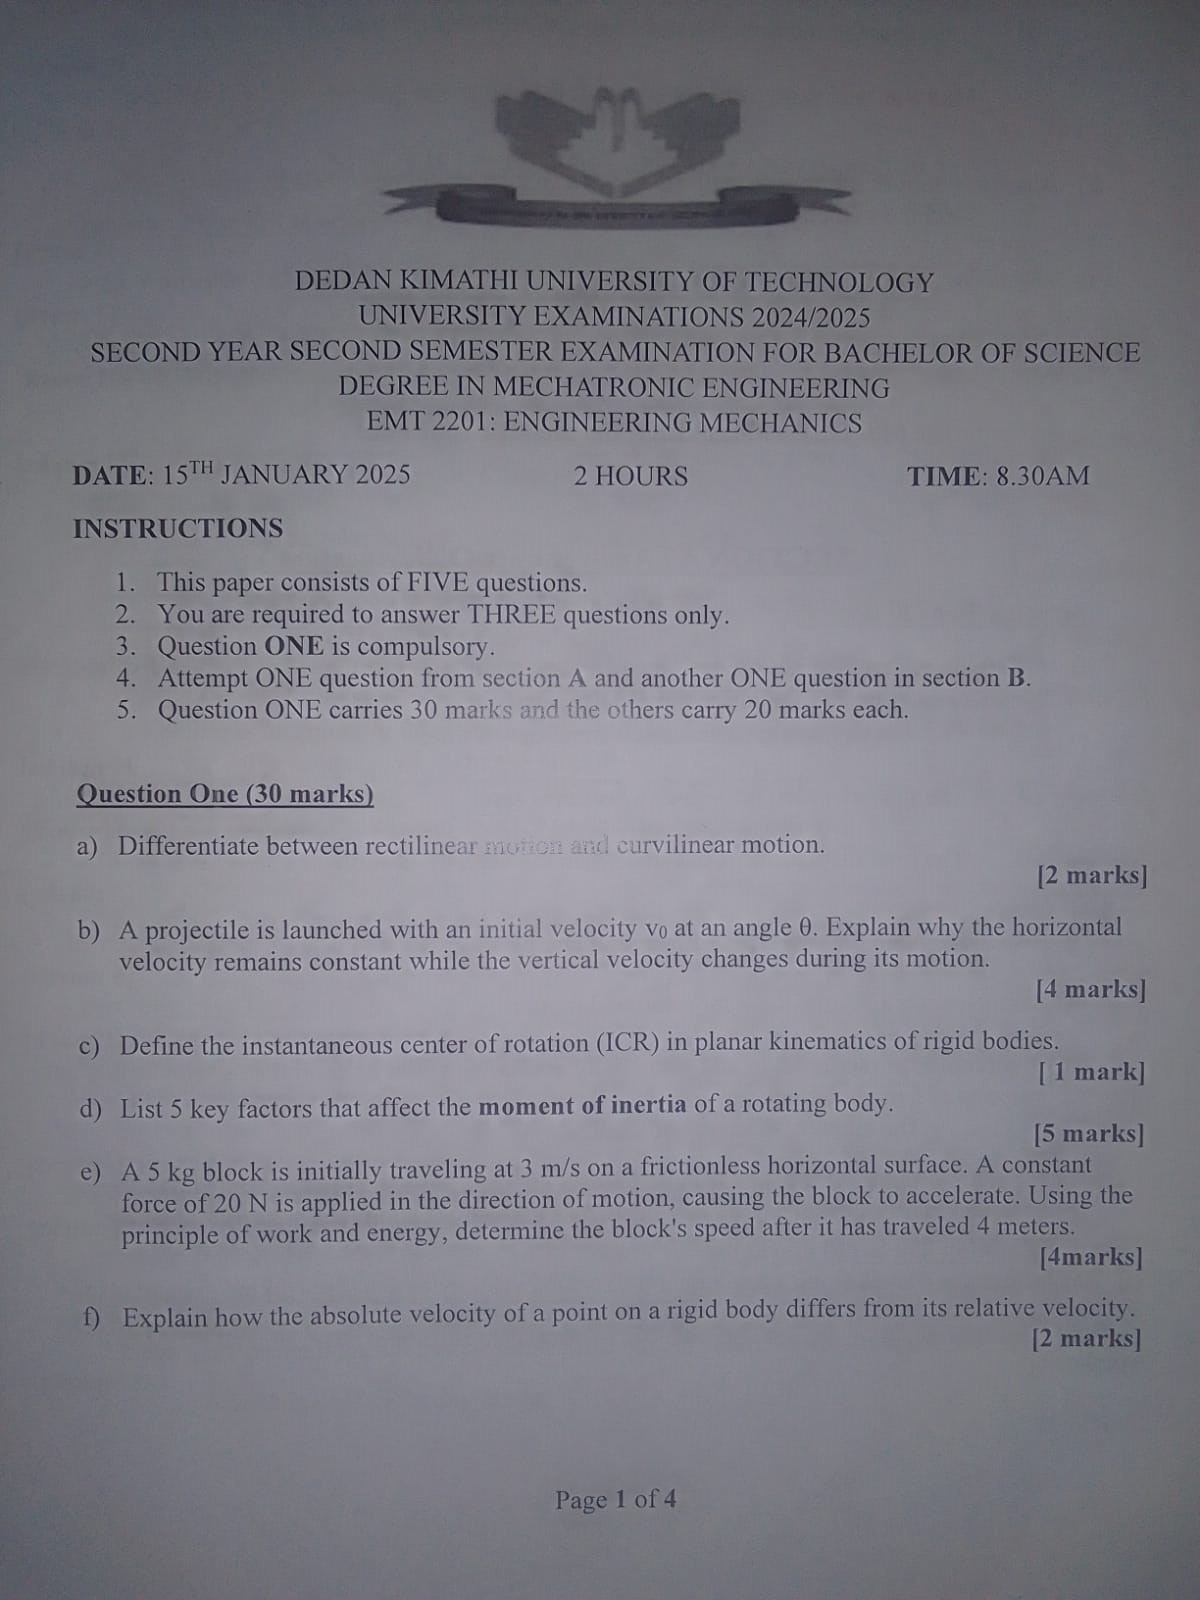 DEDAN KIMATHI UNIVERSITY OF TECHNOLOGY
UNIVERSITY EXAMINATIONS 2024/2025
SECOND YEAR SECOND SEMESTER EXAMINATION FOR BACHELOR OF SCIENCE
DEGREE IN MECHATRONIC ENGINEERING
EMT 2201: ENGINEERING MECHANICS
DATE: 15TH JANUARY 2025 2 HOURS TIME: 8.30AM
INSTRUCTIONS
1. This paper consists of FIVE questions.
2. You are required to answer THREE questions only.
3. Question ONE is compulsory.
4. Attempt ONE question from section A and another ONE question in section B.
5. Question ONE carries 30 marks and the others carry 20 marks each.
Question One (30 marks)
a) Differentiate between rectilinear motion and curvilinear motion.
[2 marks]
b) A projectile is launched with an initial velocity v₀ at an angle θ. Explain why the horizontal
velocity remains constant while the vertical velocity changes during its motion.
[4 marks]
c) Define the instantaneous center of rotation (ICR) in planar kinematics of rigid bodies.
[ 1 mark]
d) List 5 key factors that affect the moment of inertia of a rotating body.
[5 marks]
e) A 5 kg block is initially traveling at 3 m/s on a frictionless horizontal surface. A constant
force of 20 N is applied in the direction of motion, causing the block to accelerate. Using the
principle of work and energy, determine the block's speed after it has traveled 4 meters.
[4marks]
f) Explain how the absolute velocity of a point on a rigid body differs from its relative velocity.
[2 marks]
Page 1 of 4